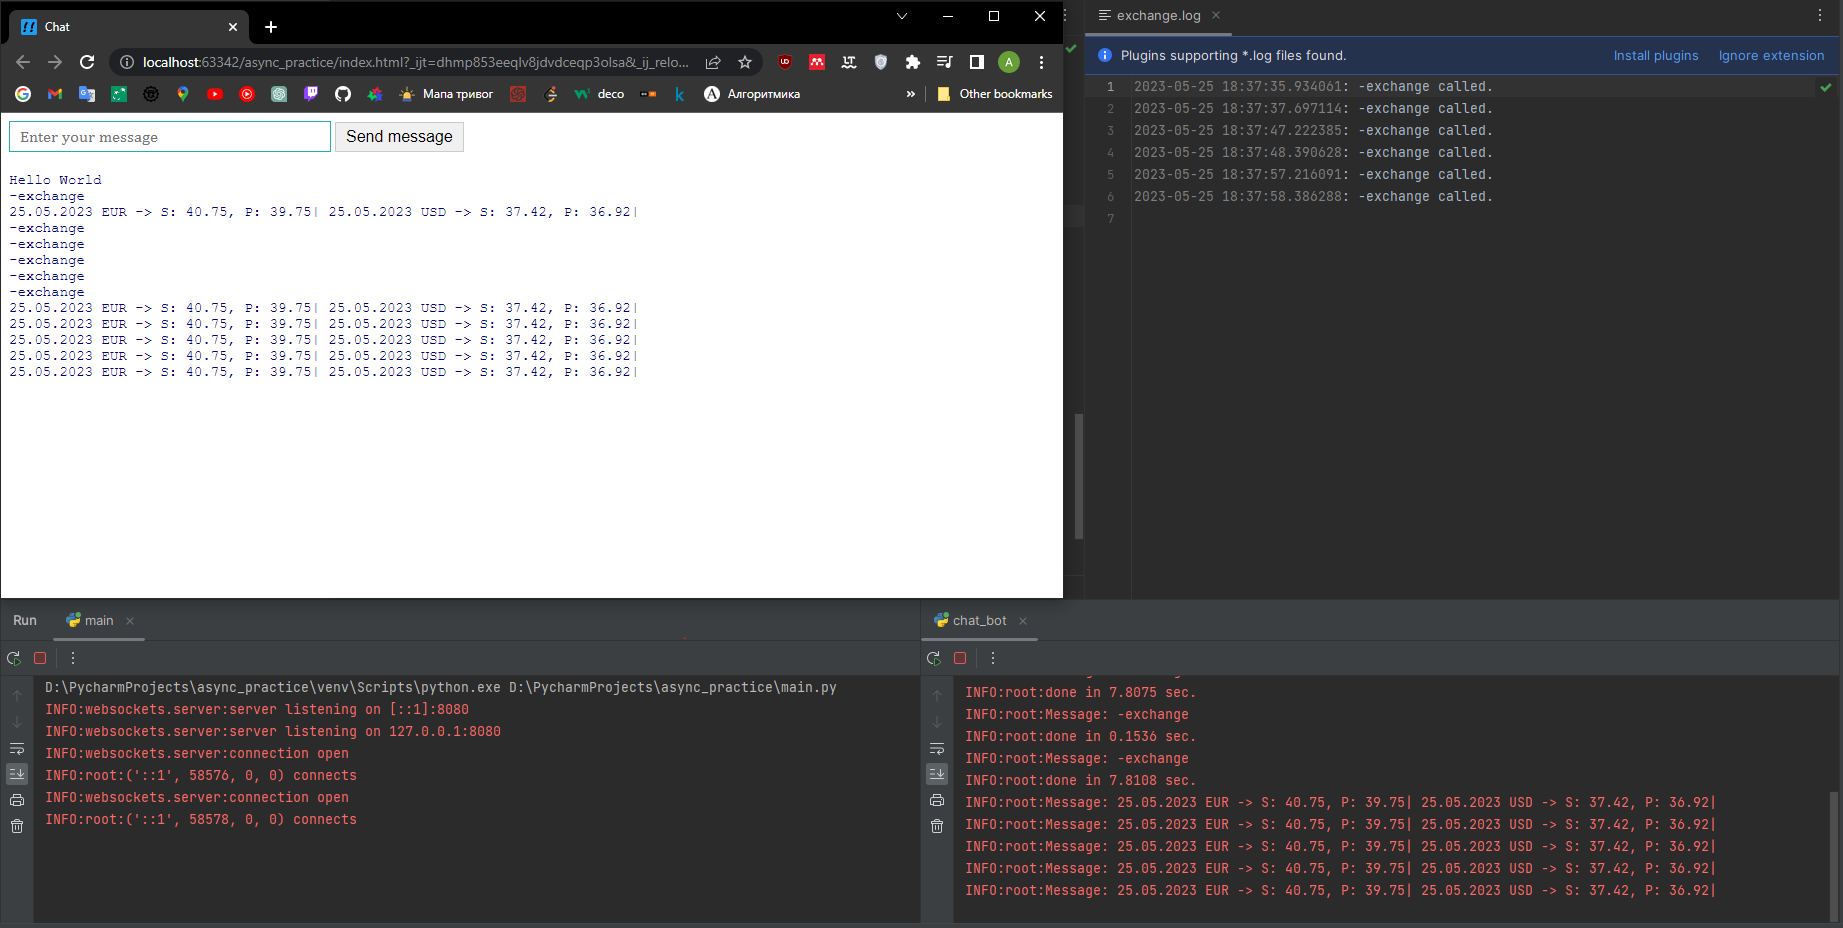 Chat
localhost:63342/async_practice/index.html?_ijt=dhmp853eeqlv8jdvdceqp3olsa&_ij_relo...
A
Мапа тривог
deco
k
A Алгоритмика
»
Other bookmarks
Enter your message
Send message
Hello World
-exchange
25.05.2023 EUR -> S: 40.75, P: 39.75| 25.05.2023 USD -> S: 37.42, P: 36.92|
-exchange
-exchange
-exchange
-exchange
-exchange
25.05.2023 EUR -> S: 40.75, P: 39.75| 25.05.2023 USD -> S: 37.42, P: 36.92|
25.05.2023 EUR -> S: 40.75, P: 39.75| 25.05.2023 USD -> S: 37.42, P: 36.92|
25.05.2023 EUR -> S: 40.75, P: 39.75| 25.05.2023 USD -> S: 37.42, P: 36.92|
25.05.2023 EUR -> S: 40.75, P: 39.75| 25.05.2023 USD -> S: 37.42, P: 36.92|
25.05.2023 EUR -> S: 40.75, P: 39.75| 25.05.2023 USD -> S: 37.42, P: 36.92|
exchange.log
Plugins supporting *.log files found.
Install plugins
Ignore extension
1 2023-05-25 18:37:35.934061: -exchange called.
2 2023-05-25 18:37:37.697114: -exchange called.
3 2023-05-25 18:37:47.222385: -exchange called.
4 2023-05-25 18:37:48.390628: -exchange called.
5 2023-05-25 18:37:57.216091: -exchange called.
6 2023-05-25 18:37:58.386288: -exchange called.
7
Run
main
D:\PycharmProjects\async_practice\venv\Scripts\python.exe D:\PycharmProjects\async_practice\main.py
INFO:websockets.server:server listening on [::1]:8080
INFO:websockets.server:server listening on 127.0.0.1:8080
INFO:websockets.server:connection open
INFO:root:('::1', 58576, 0, 0) connects
INFO:websockets.server:connection open
INFO:root:('::1', 58578, 0, 0) connects
chat_bot
INFO:root:done in 7.8075 sec.
INFO:root:Message: -exchange
INFO:root:done in 0.1536 sec.
INFO:root:Message: -exchange
INFO:root:done in 7.8108 sec.
INFO:root:Message: 25.05.2023 EUR -> S: 40.75, P: 39.75| 25.05.2023 USD -> S: 37.42, P: 36.92|
INFO:root:Message: 25.05.2023 EUR -> S: 40.75, P: 39.75| 25.05.2023 USD -> S: 37.42, P: 36.92|
INFO:root:Message: 25.05.2023 EUR -> S: 40.75, P: 39.75| 25.05.2023 USD -> S: 37.42, P: 36.92|
INFO:root:Message: 25.05.2023 EUR -> S: 40.75, P: 39.75| 25.05.2023 USD -> S: 37.42, P: 36.92|
INFO:root:Message: 25.05.2023 EUR -> S: 40.75, P: 39.75| 25.05.2023 USD -> S: 37.42, P: 36.92|